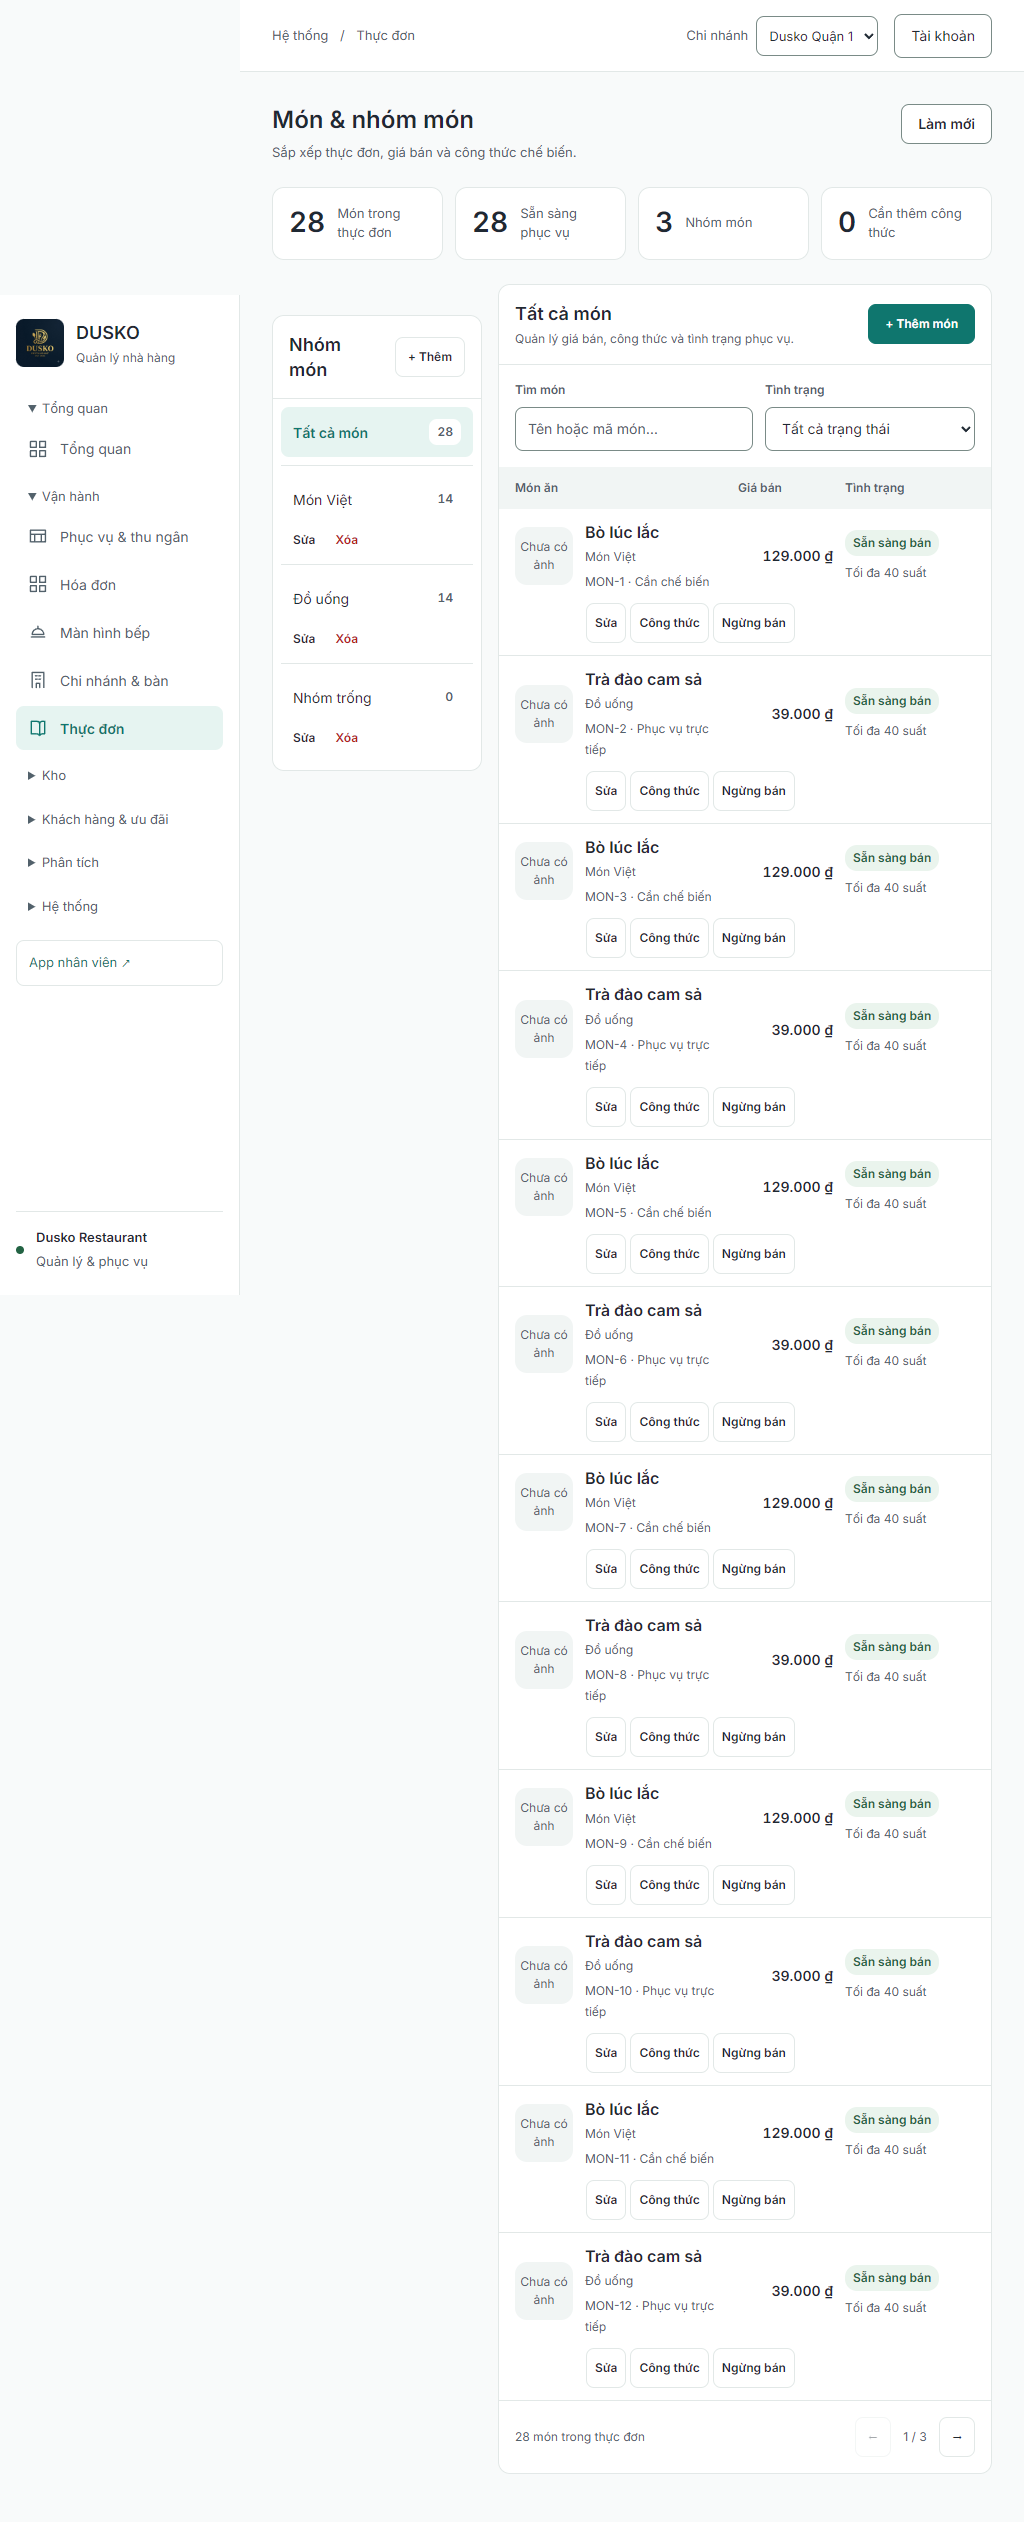 Hệ thống / Thực đơn
Chi nhánh
Dusko Quận 1
Tài khoản
Món & nhóm món
Sắp xếp thực đơn, giá bán và công thức chế biến.
Làm mới
28 Món trong thực đơn
28 Sẵn sàng phục vụ
3 Nhóm món
0 Cần thêm công thức
DUSKO
DUSKO
Quản lý nhà hàng
Tổng quan
Tổng quan
Vận hành
Phục vụ & thu ngân
Hóa đơn
Màn hình bếp
Chi nhánh & bàn
Thực đơn
Kho
Khách hàng & ưu đãi
Phân tích
Hệ thống
App nhân viên ↗
Dusko Restaurant
Quản lý & phục vụ
Nhóm món
+ Thêm
Tất cả món 28
Món Việt 14
Sửa Xóa
Đồ uống 14
Sửa Xóa
Nhóm trống 0
Sửa Xóa
Tất cả món
Quản lý giá bán, công thức và tình trạng phục vụ.
+ Thêm món
Tìm món
Tên hoặc mã món...
Tình trạng
Tất cả trạng thái
Món ăn Giá bán Tình trạng
Chưa có ảnh
Bò lúc lắc
Món Việt
MON-1 · Cần chế biến
129.000 ₫
Sẵn sàng bán
Tối đa 40 suất
Sửa Công thức Ngừng bán
Chưa có ảnh
Trà đào cam sả
Đồ uống
MON-2 · Phục vụ trực tiếp
39.000 ₫
Sẵn sàng bán
Tối đa 40 suất
Sửa Công thức Ngừng bán
Chưa có ảnh
Bò lúc lắc
Món Việt
MON-3 · Cần chế biến
129.000 ₫
Sẵn sàng bán
Tối đa 40 suất
Sửa Công thức Ngừng bán
Chưa có ảnh
Trà đào cam sả
Đồ uống
MON-4 · Phục vụ trực tiếp
39.000 ₫
Sẵn sàng bán
Tối đa 40 suất
Sửa Công thức Ngừng bán
Chưa có ảnh
Bò lúc lắc
Món Việt
MON-5 · Cần chế biến
129.000 ₫
Sẵn sàng bán
Tối đa 40 suất
Sửa Công thức Ngừng bán
Chưa có ảnh
Trà đào cam sả
Đồ uống
MON-6 · Phục vụ trực tiếp
39.000 ₫
Sẵn sàng bán
Tối đa 40 suất
Sửa Công thức Ngừng bán
Chưa có ảnh
Bò lúc lắc
Món Việt
MON-7 · Cần chế biến
129.000 ₫
Sẵn sàng bán
Tối đa 40 suất
Sửa Công thức Ngừng bán
Chưa có ảnh
Trà đào cam sả
Đồ uống
MON-8 · Phục vụ trực tiếp
39.000 ₫
Sẵn sàng bán
Tối đa 40 suất
Sửa Công thức Ngừng bán
Chưa có ảnh
Bò lúc lắc
Món Việt
MON-9 · Cần chế biến
129.000 ₫
Sẵn sàng bán
Tối đa 40 suất
Sửa Công thức Ngừng bán
Chưa có ảnh
Trà đào cam sả
Đồ uống
MON-10 · Phục vụ trực tiếp
39.000 ₫
Sẵn sàng bán
Tối đa 40 suất
Sửa Công thức Ngừng bán
Chưa có ảnh
Bò lúc lắc
Món Việt
MON-11 · Cần chế biến
129.000 ₫
Sẵn sàng bán
Tối đa 40 suất
Sửa Công thức Ngừng bán
Chưa có ảnh
Trà đào cam sả
Đồ uống
MON-12 · Phục vụ trực tiếp
39.000 ₫
Sẵn sàng bán
Tối đa 40 suất
Sửa Công thức Ngừng bán
28 món trong thực đơn
← 1 / 3 →